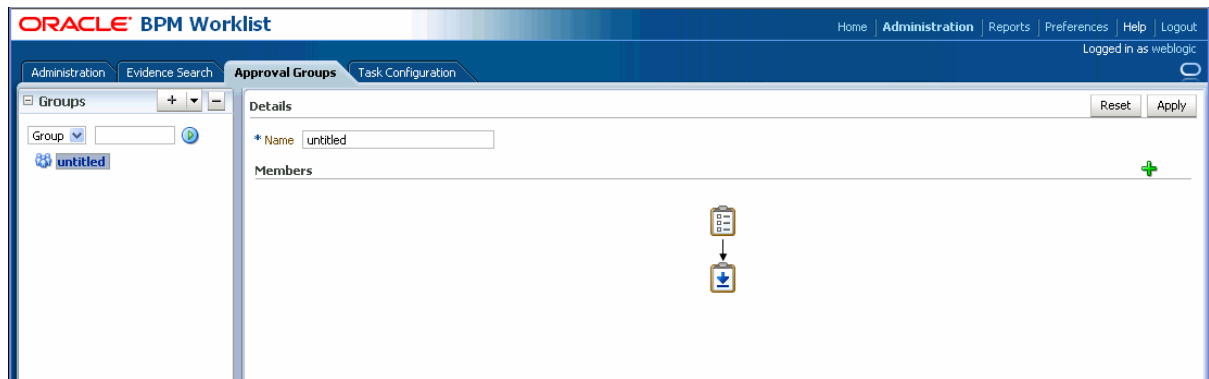 ORACLE BPM Worklist
Home Administration Reports Preferences Help Logout
Logged in as weblogic
Administration Evidence Search Approval Groups Task Configuration
Groups
Details Reset Apply
Group
* Name untitled
untitled
Members